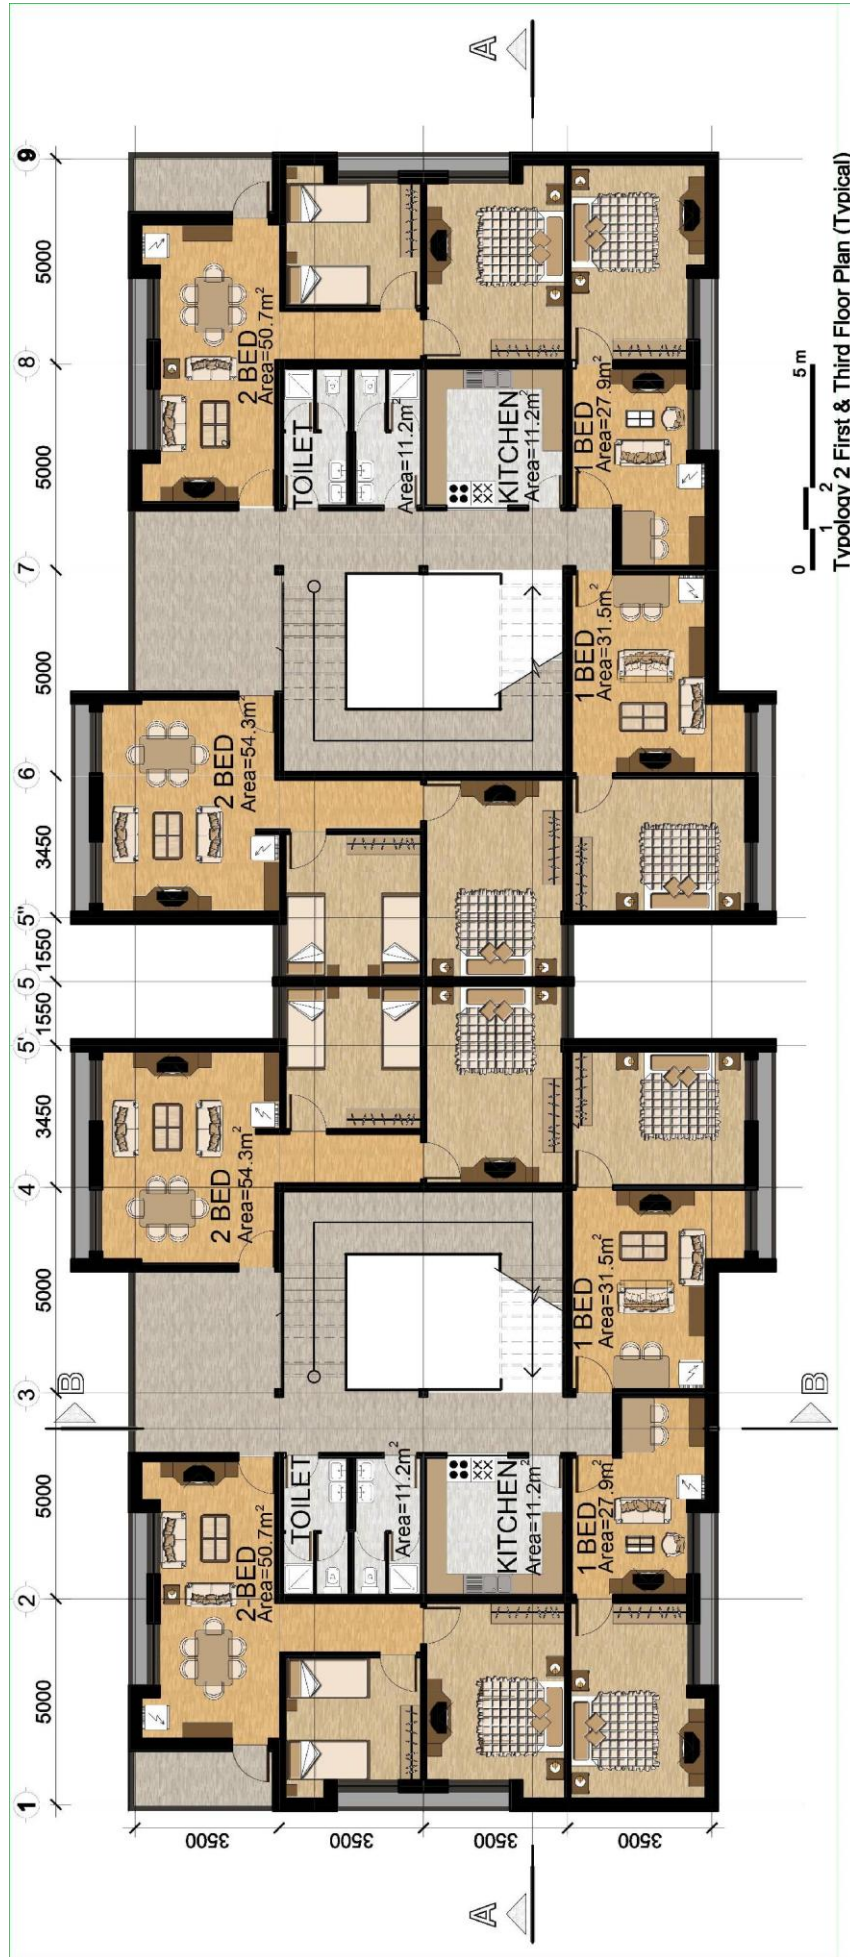 1 2 3 4 5' 5 5" 6 7 8 9
5000 5000 5000 3450 1550 1550 3450 5000 5000 5000
B
3500
3500
3500
3500
2-BED
Area=50.7m²
2 BED
Area=54.3m²
2 BED
Area=54.3m²
2 BED
Area=50.7m²
TOILET
Area=11.2m²
TOILET
Area=11.2m²
KITCHEN
Area=11.2m²
KITCHEN
Area=11.2m²
A
A
1 BED
Area=27.9m²
1 BED
Area=31.5m²
1 BED
Area=31.5m²
1 BED
Area=27.9m²
B
0 1 2 5 m
Typology 2 First & Third Floor Plan (Typical)